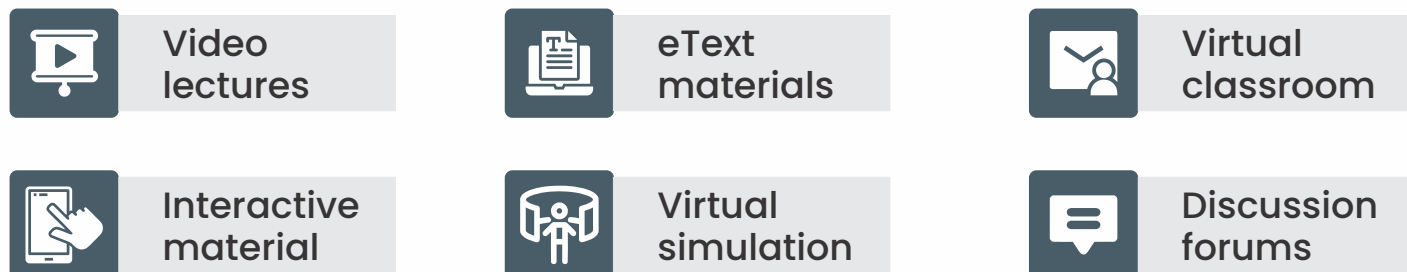 Video
lectures
eText
materials
Virtual
classroom
Interactive
material
Virtual
simulation
Discussion
forums